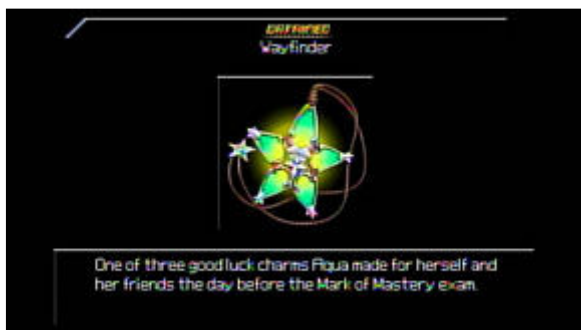 OBTAINED
Wayfinder
One of three good luck charms Aqua made for herself and
her friends the day before the Mark of Mastery exam.